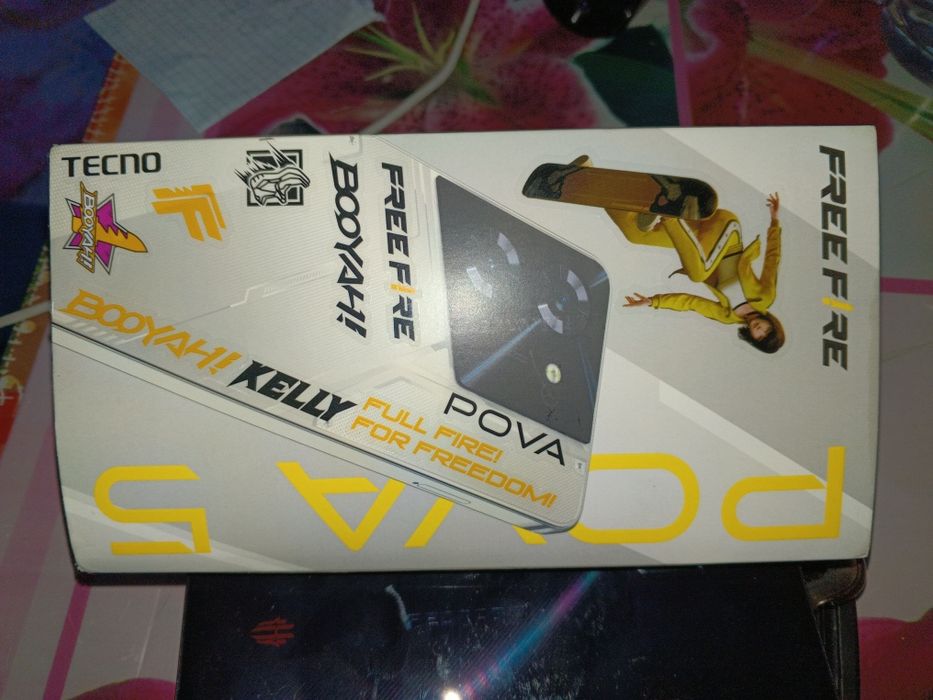 TECNO
BOOYAH!!
F
FREE FIRE
BOOYAH!
FREE FIRE
BOOYAH!
KELLY
FULL FIRE!
FOR FREEDOM!
POVA
POVA 5